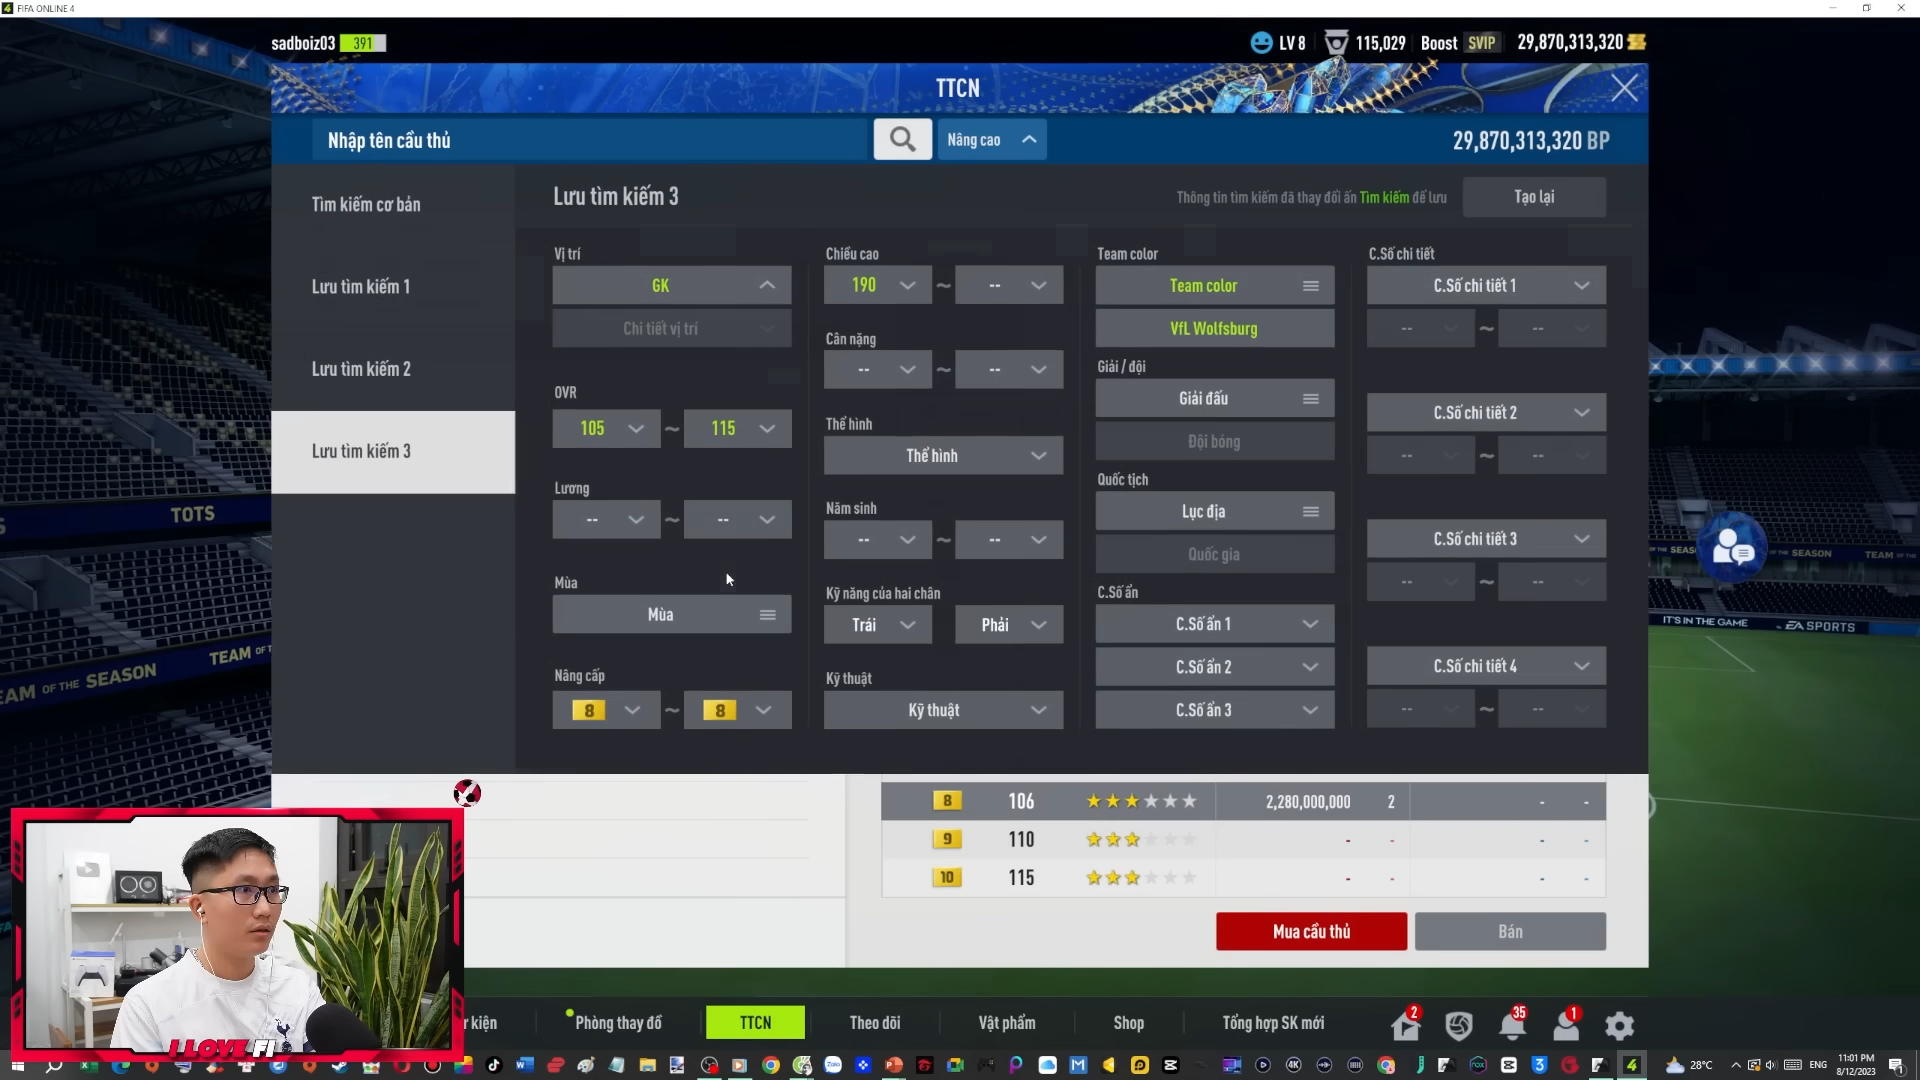 FIFA ONLINE 4
sadboiz03 391
LV 8 115,029 Boost SVIP 29,870,313,320
TTCN
Nhập tên cầu thủ
Nâng cao
29,870,313,320 BP
Tìm kiếm cơ bản
Lưu tìm kiếm 1
Lưu tìm kiếm 2
Lưu tìm kiếm 3
Lưu tìm kiếm 3
Thông tin tìm kiếm đã thay đổi ấn Tìm kiếm để lưu
Tạo lại
Vị trí
GK
Chi tiết vị trí
OVR
105 ~ 115
Lương
-- ~ --
Mùa
Mùa
Nâng cấp
8 ~ 8
Chiều cao
190 ~ --
Cân nặng
-- ~ --
Thể hình
Thể hình
Năm sinh
-- ~ --
Kỹ năng của hai chân
Trái Phải
Kỹ thuật
Kỹ thuật
Team color
Team color
VfL Wolfsburg
Giải / đội
Giải đấu
Đội bóng
Quốc tịch
Lục địa
Quốc gia
C.Số ẩn
C.Số ẩn 1
C.Số ẩn 2
C.Số ẩn 3
C.Số chi tiết
C.Số chi tiết 1
-- ~ --
C.Số chi tiết 2
-- ~ --
C.Số chi tiết 3
-- ~ --
C.Số chi tiết 4
-- ~ --
8 106 2,280,000,000 2 - -
9 110 - - - -
10 115 - - - -
Mua cầu thủ
Bán
TOTS
TEAM OF
EAM OF THE SEASON
THE SEASON TEAM OF
IT'S IN THE GAME
EA SPORTS
I LOVE FI
kiện
Phòng thay đồ
TTCN
Theo dõi
Vật phẩm
Shop
Tổng hợp SK mới
2
35
1
28°C
ENG
11:01 PM
8/12/2023